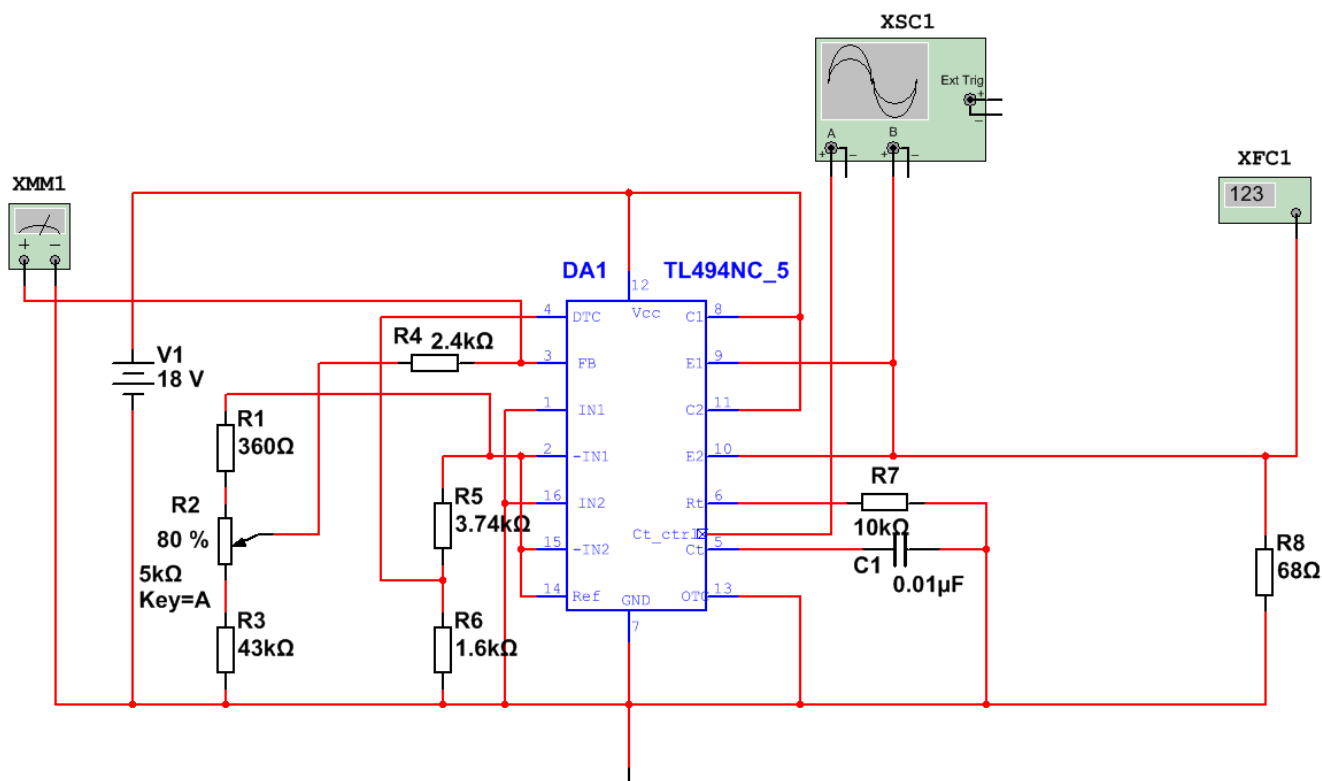 XSC1
Ext Trig
+
−
A
B
+
−
+
−
XFC1
123
XMM1
+
−
DA1
TL494NC_5
V1
18 V
R4
2.4kΩ
12
Vcc
4
DTC
C1
8
3
FB
E1
9
1
IN1
C2
11
2
-IN1
E2
10
16
IN2
Rt
6
Ct_ctrl
15
-IN2
Ct
5
14
Ref
GND
OTC
13
7
R1
360Ω
R2
80 %
5kΩ
Key=A
R3
43kΩ
R5
3.74kΩ
R6
1.6kΩ
R7
10kΩ
C1
0.01µF
R8
68Ω